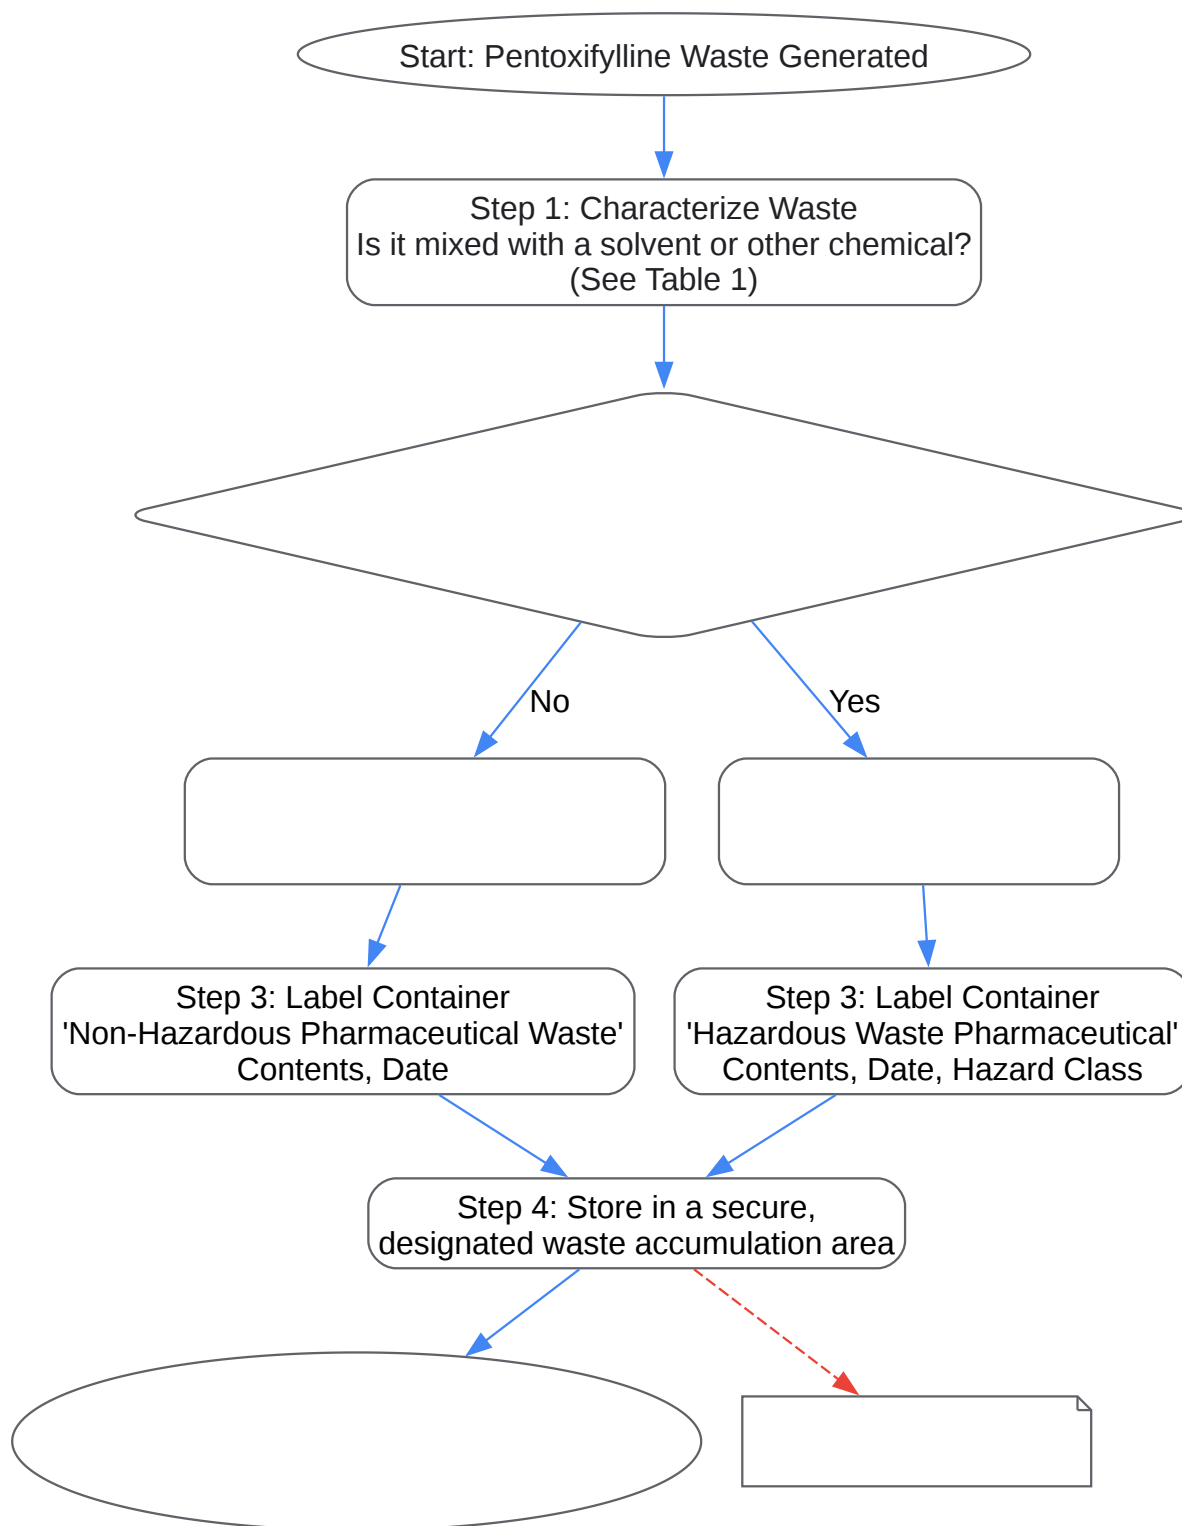 Start: Pentoxifylline Waste Generated
Step 1: Characterize Waste
Is it mixed with a solvent or other chemical?
(See Table 1)
No
Yes
Step 3: Label Container
'Non-Hazardous Pharmaceutical Waste'
Contents, Date
Step 3: Label Container
'Hazardous Waste Pharmaceutical'
Contents, Date, Hazard Class
Step 4: Store in a secure,
designated waste accumulation area